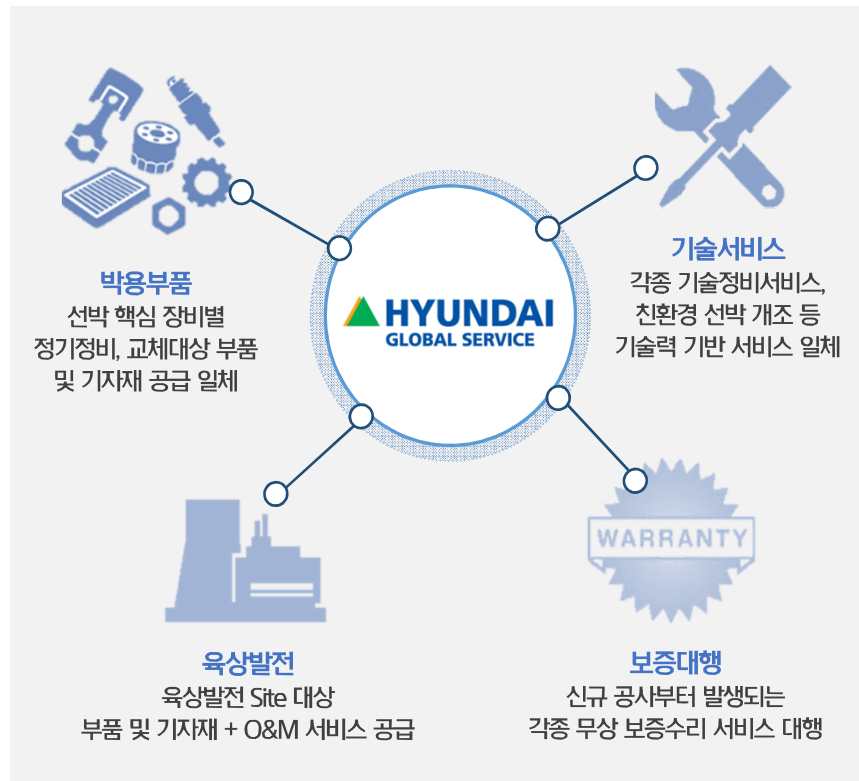 박용부품
선박 핵심 장비별
정기정비, 교체대상 부품
및 기자재 공급 일체
기술서비스
각종 기술정비서비스,
친환경 선박 개조 등
기술력 기반 서비스 일체
HYUNDAI
GLOBAL SERVICE
육상발전
육상발전 Site 대상
부품 및 기자재 + O&M 서비스 공급
WARRANTY
보증대행
신규 공사부터 발생되는
각종 무상 보증수리 서비스 대행